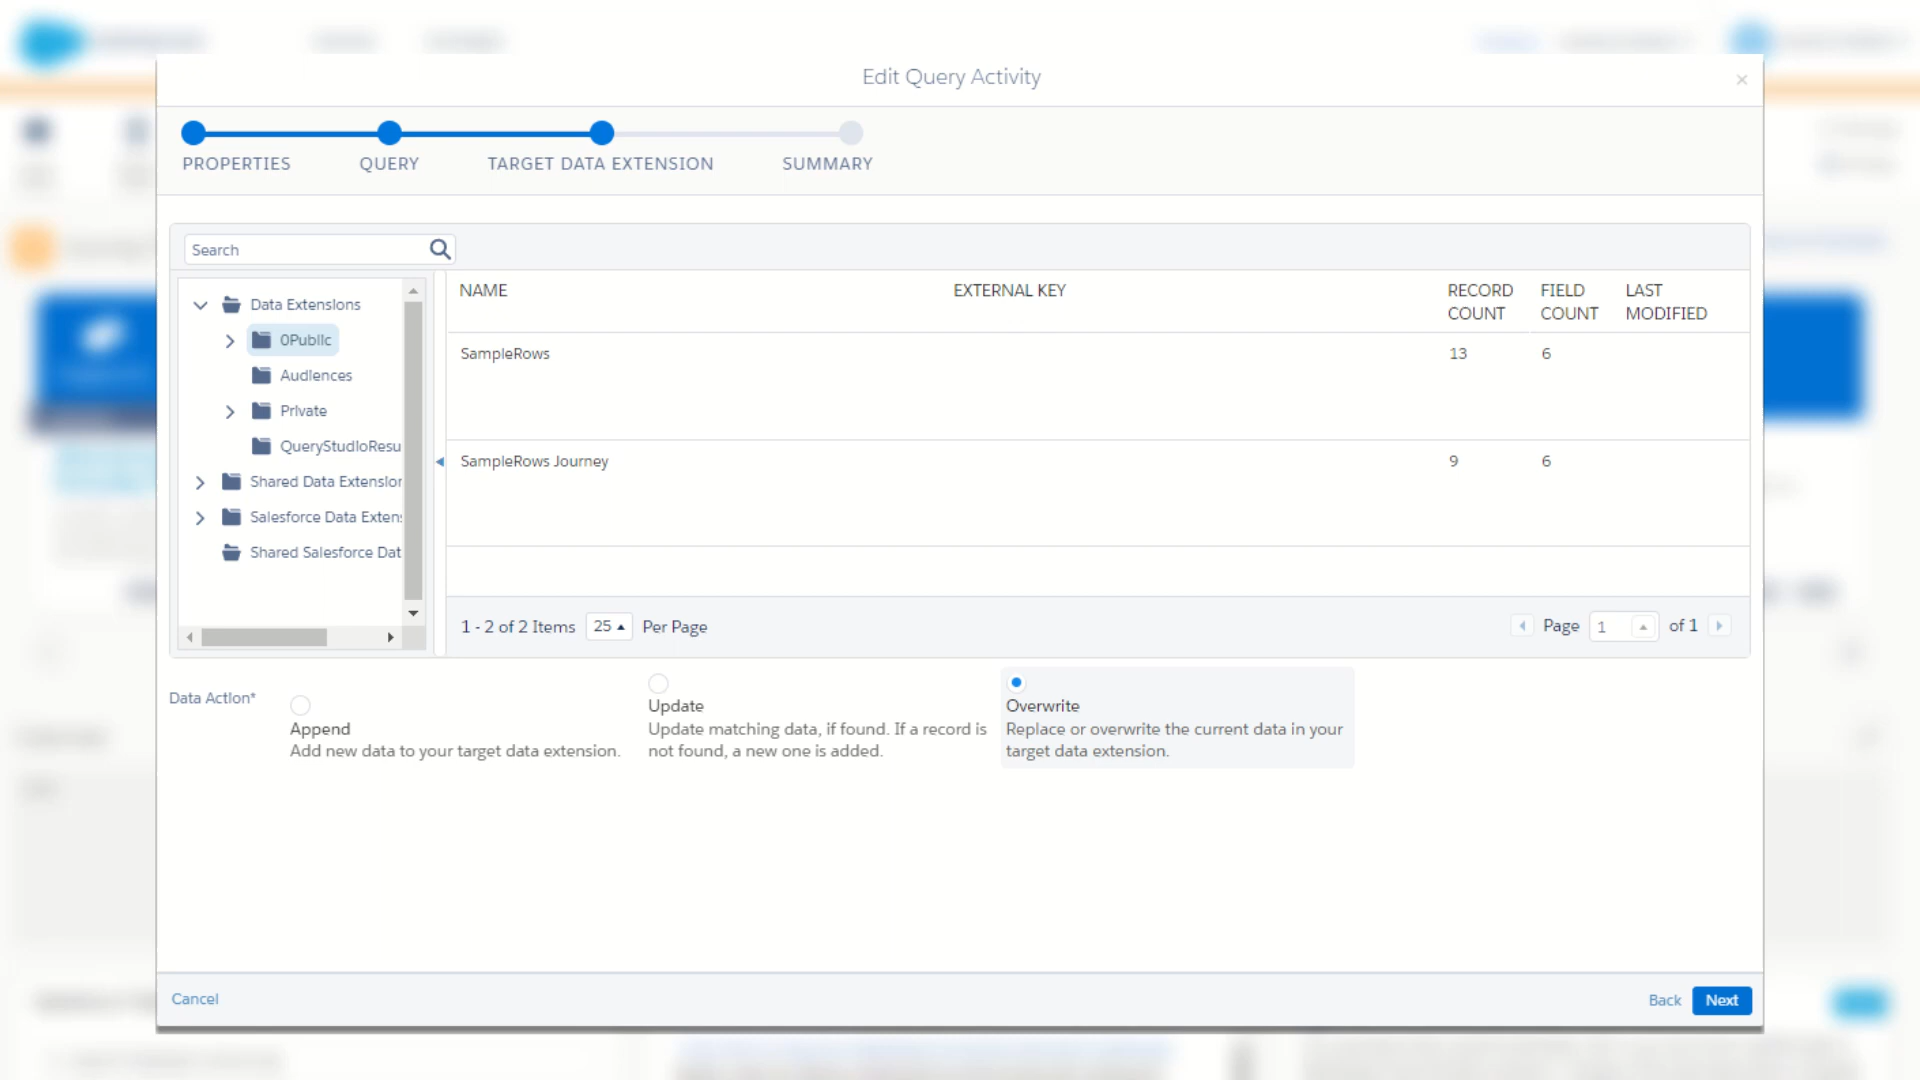 Edit Query Activity
PROPERTIES
QUERY
TARGET DATA EXTENSION
SUMMARY
Search
Data Extensions
0Public
Audiences
Private
QueryStudioResu
Shared Data Extension
Salesforce Data Extens
Shared Salesforce Dat
NAME
EXTERNAL KEY
RECORD COUNT
FIELD COUNT
LAST MODIFIED
SampleRows
13
6
SampleRows Journey
9
6
1 - 2 of 2 Items
25
Per Page
Page
1
of 1
Data Action*
Append
Add new data to your target data extension.
Update
Update matching data, if found. If a record is
not found, a new one is added.
Overwrite
Replace or overwrite the current data in your
target data extension.
Cancel
Back
Next